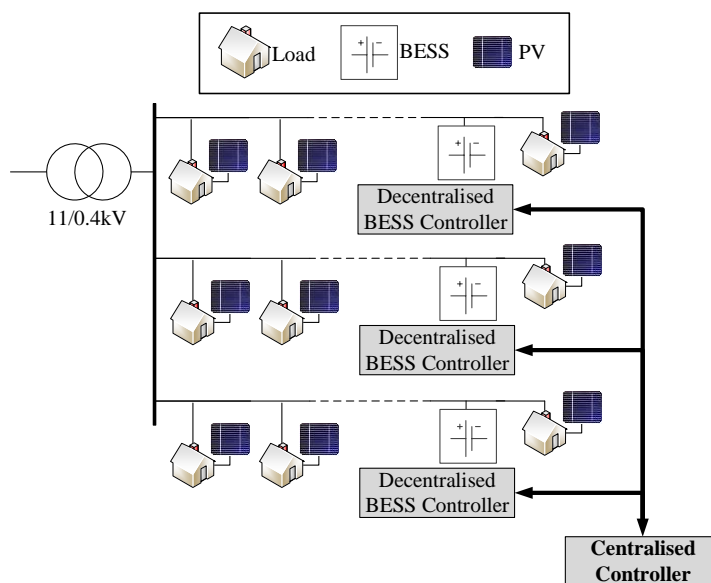 Load
BESS
PV
11/0.4kV
Decentralised
BESS Controller
Decentralised
BESS Controller
Decentralised
BESS Controller
Centralised
Controller